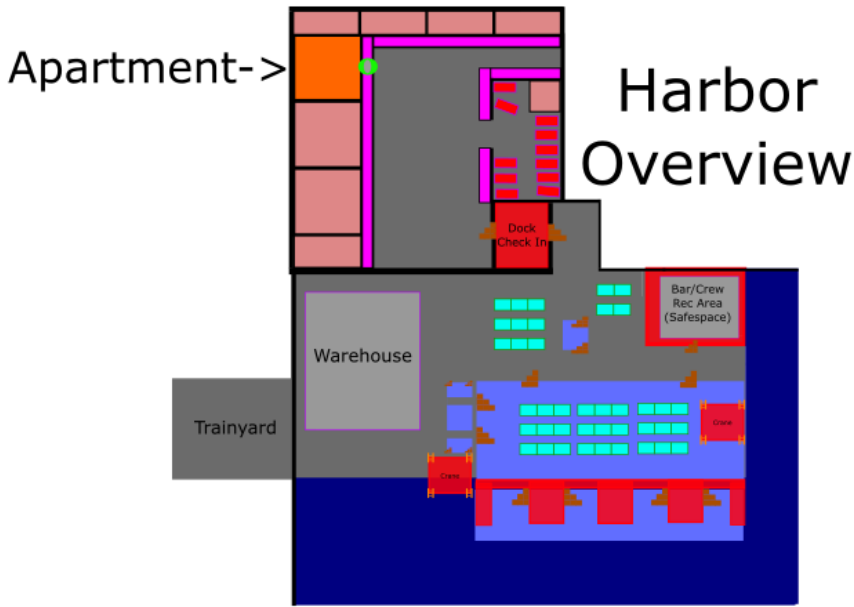 Apartment->
Harbor
Overview
Dock
Check In
Bar/Crew
Rec Area
(Safespace)
Warehouse
Trainyard
Crane
Crane